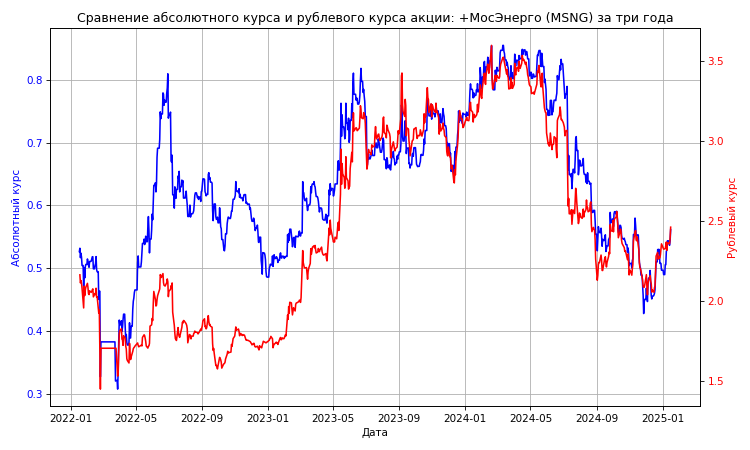 Сравнение абсолютного курса и рублевого курса акции: +МосЭнерго (MSNG) за три года
Абсолютный курс
0.8
0.7
0.6
0.5
0.4
0.3
3.5
3.0
2.5
2.0
1.5
Рублевый курс
2022-01 2022-05 2022-09 2023-01 2023-05 2023-09 2024-01 2024-05 2024-09 2025-01
Дата